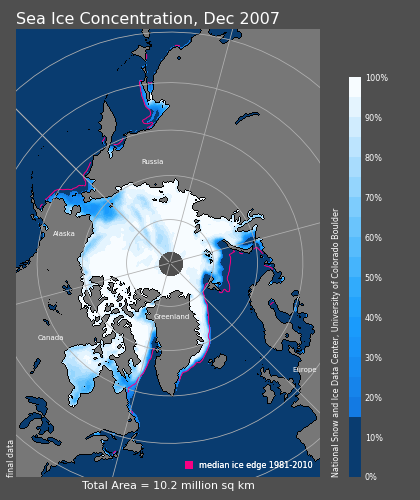 Sea Ice Concentration, Dec 2007
100%
90%
80%
70%
60%
50%
40%
30%
20%
10%
0%
National Snow and Ice Data Center, University of Colorado Boulder
Russia
Alaska
Greenland
Canada
Europe
final data
median ice edge 1981-2010
Total Area = 10.2 million sq km